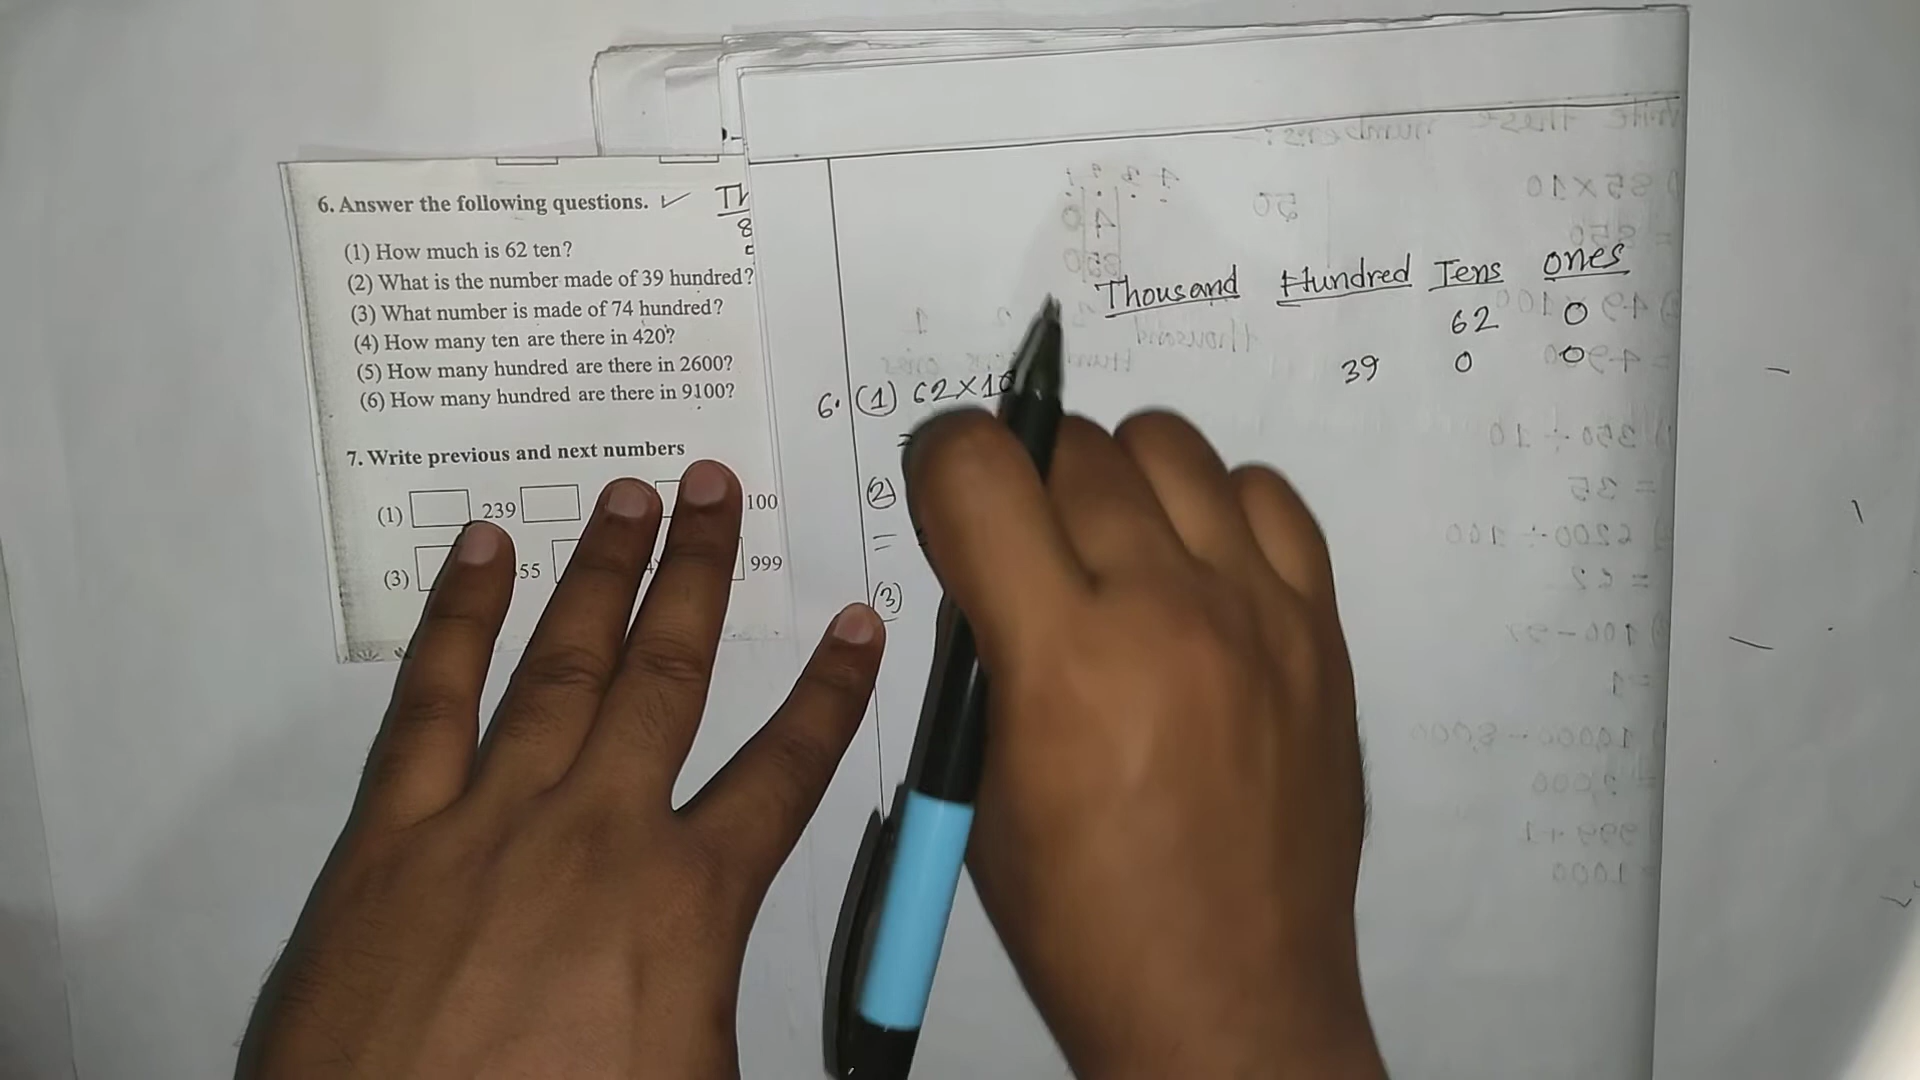 6. Answer the following questions.
Th
8
(1) How much is 62 ten?
(2) What is the number made of 39 hundred?
(3) What number is made of 74 hundred?
(4) How many ten are there in 420?
(5) How many hundred are there in 2600?
(6) How many hundred are there in 9100?
7. Write previous and next numbers
(1) 239 100
(3) 55 999
Thousand Hundred Tens ones
62 0
39 0 0
6. (1) 62×10
=
(2)
=
(3)